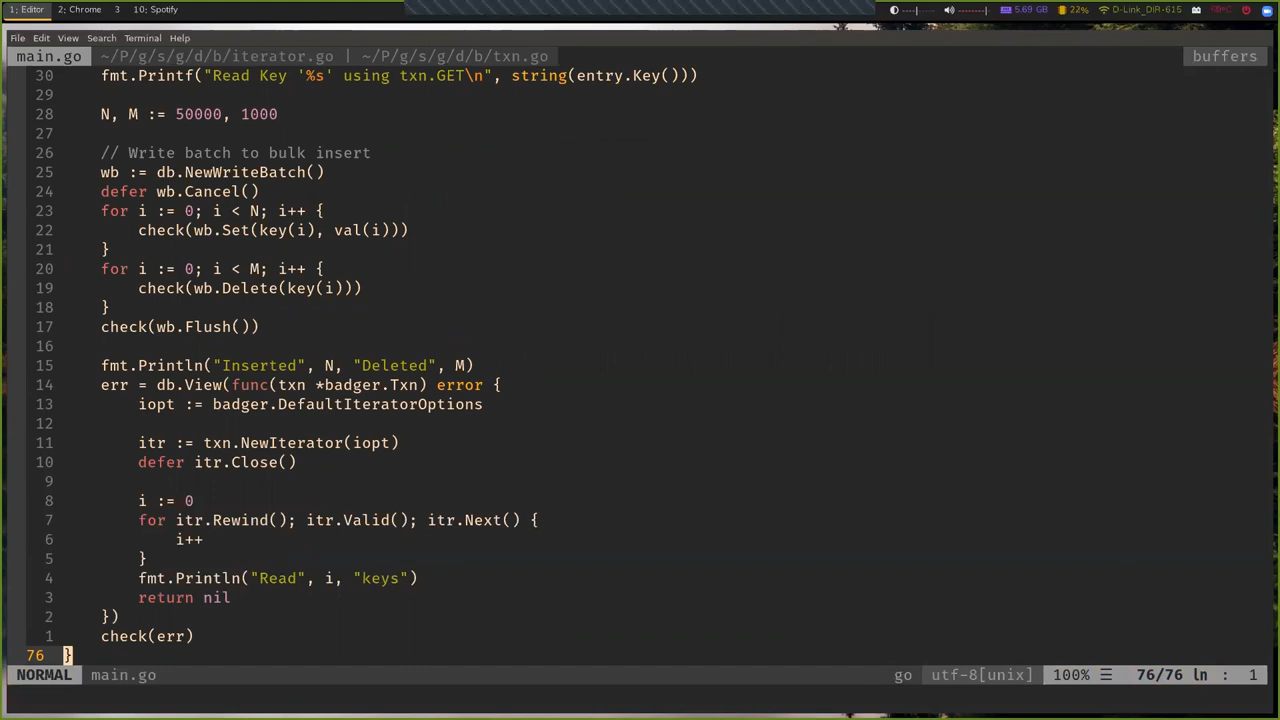 1: Editor 2: Chrome 3 10: Spotify 5.69 GB 22% D-Link_DIR-615
File Edit View Search Terminal Help
main.go ~/P/g/s/g/d/b/iterator.go | ~/P/g/s/g/d/b/txn.go buffers
30 fmt.Printf("Read Key '%s' using txn.GET\n", string(entry.Key()))
29
28 N, M := 50000, 1000
27
26 // Write batch to bulk insert
25 wb := db.NewWriteBatch()
24 defer wb.Cancel()
23 for i := 0; i < N; i++ {
22 check(wb.Set(key(i), val(i)))
21 }
20 for i := 0; i < M; i++ {
19 check(wb.Delete(key(i)))
18 }
17 check(wb.Flush())
16
15 fmt.Println("Inserted", N, "Deleted", M)
14 err = db.View(func(txn *badger.Txn) error {
13 iopt := badger.DefaultIteratorOptions
12
11 itr := txn.NewIterator(iopt)
10 defer itr.Close()
9
8 i := 0
7 for itr.Rewind(); itr.Valid(); itr.Next() {
6 i++
5 }
4 fmt.Println("Read", i, "keys")
3 return nil
2 })
1 check(err)
76 }
NORMAL main.go go utf-8[unix] 100% ☰ 76/76 ln : 1